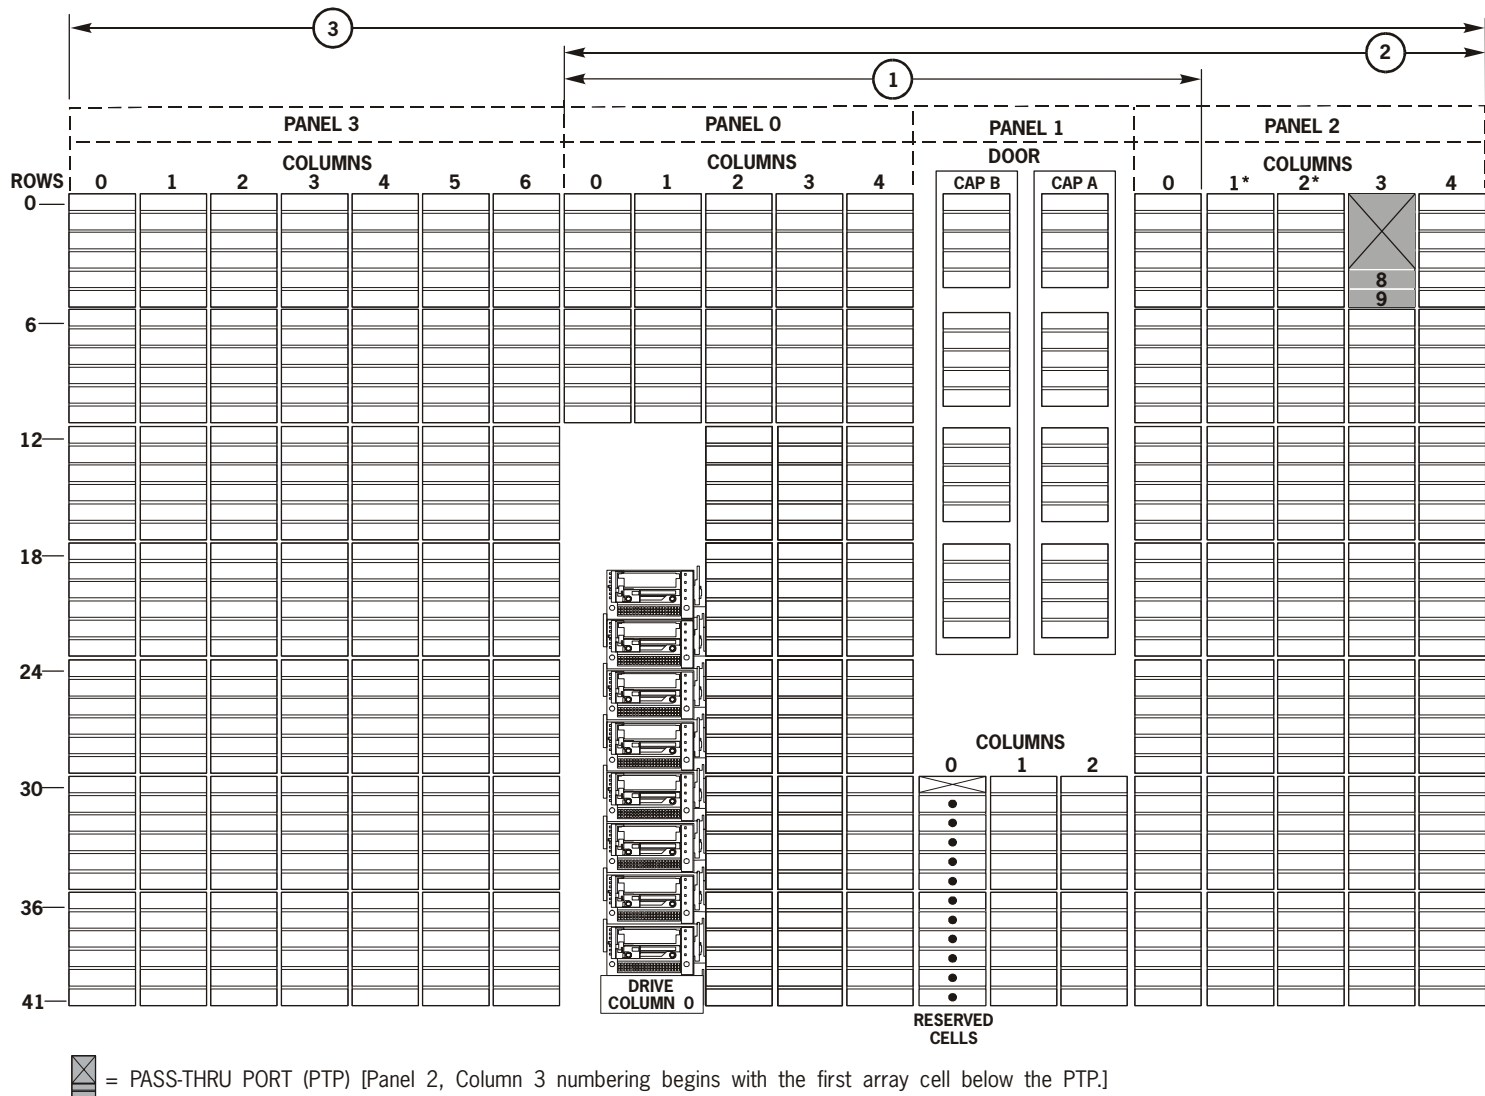 3
2
1
PANEL 3
PANEL 0
PANEL 1
PANEL 2
COLUMNS
COLUMNS
DOOR
COLUMNS
ROWS 0 1 2 3 4 5 6
0 1 2 3 4
CAP B CAP A
0 1* 2* 3 4
0
8
9
6
12
18
24
COLUMNS
0 1 2
30
36
41
DRIVE
COLUMN 0
RESERVED
CELLS
= PASS-THRU PORT (PTP) [Panel 2, Column 3 numbering begins with the first array cell below the PTP.]